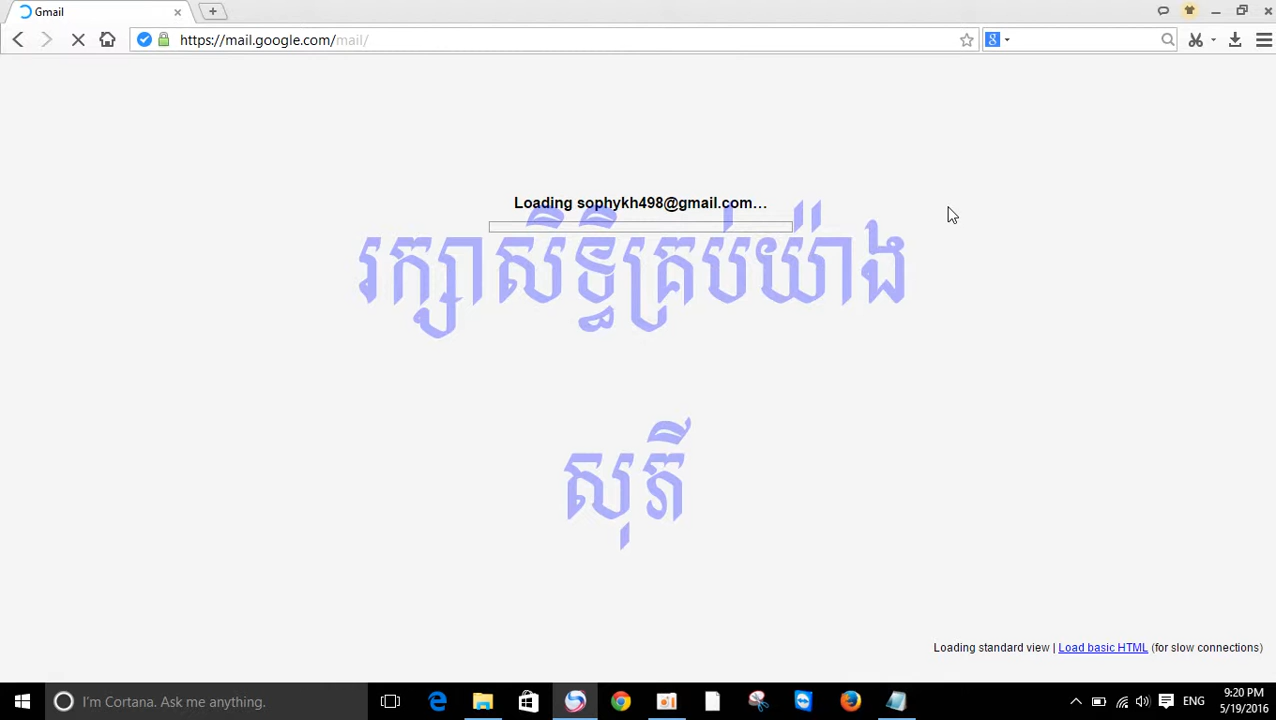 Gmail
https://mail.google.com/mail/
Loading sophykh498@gmail.com…
រក្សាសិទ្ធិគ្រប់យ៉ាង
សុភី
Loading standard view | Load basic HTML (for slow connections)
I'm Cortana. Ask me anything.
ENG
9:20 PM
5/19/2016